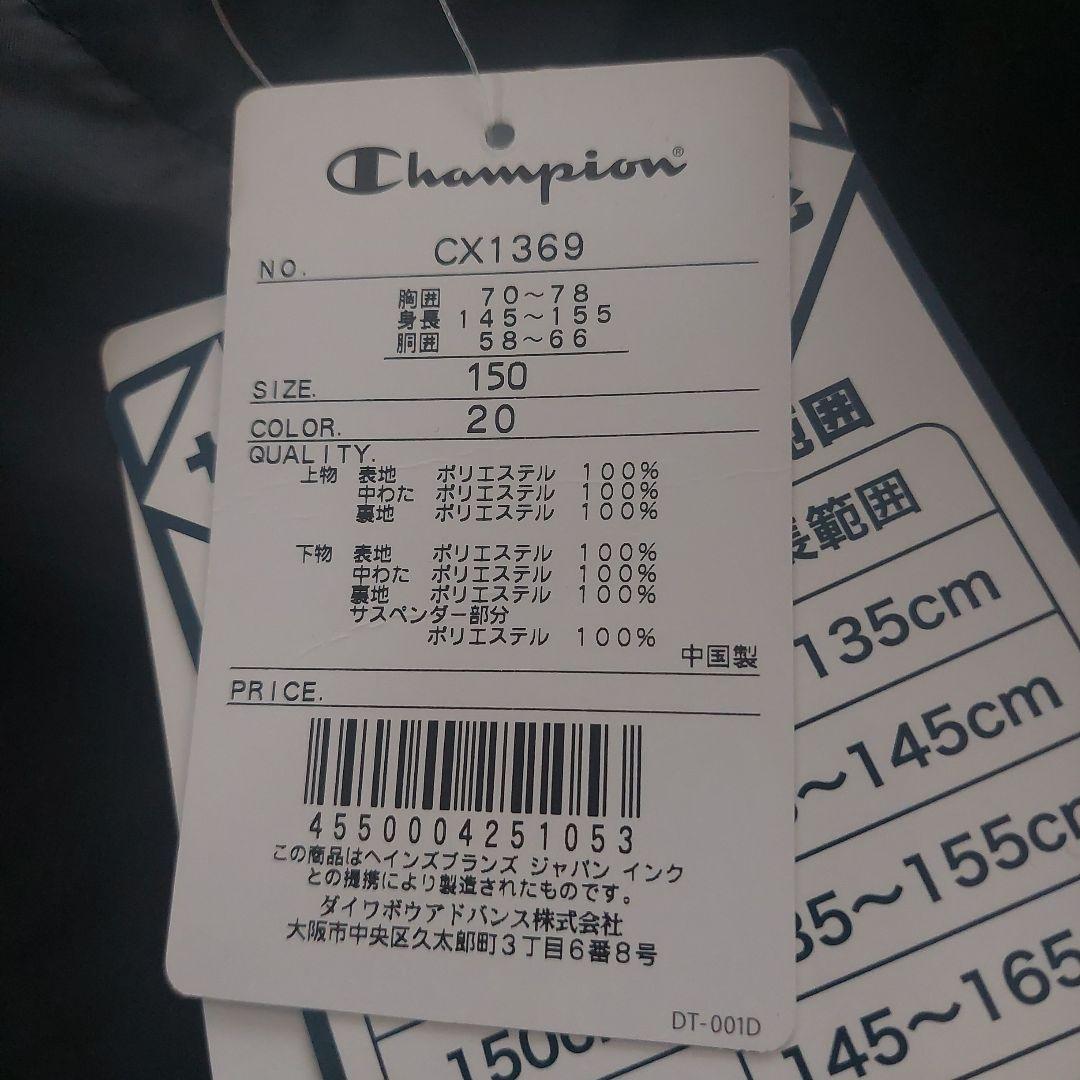 Champion®
NO. CX1369
胸囲 70〜78
身長 145〜155
胴囲 58〜66
SIZE. 150
COLOR. 20
QUALITY.
上物 表地 ポリエステル 100%
中わた ポリエステル 100%
裏地 ポリエステル 100%
下物 表地 ポリエステル 100%
中わた ポリエステル 100%
裏地 ポリエステル 100%
サスペンダー部分
ポリエステル 100%
中国製
PRICE.
4550004251053
この商品はヘインズブランズ ジャパン インク
との提携により製造されたものです。
ダイワボウアドバンス株式会社
大阪市中央区久太郎町3丁目6番8号
DT-001D
範囲
長範囲
135cm
〜145cm
35〜155cm
145〜165
150c